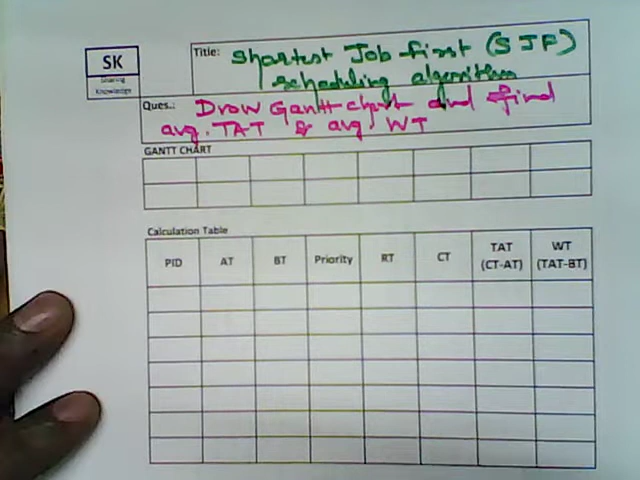 SK
Sharing
Knowledge
Title: Shortest Job first (SJF)
scheduling algorithm
Ques.: Draw Gantt chart and find
avg. TAT & avg. WT
GANTT CHART
Calculation Table
PID AT BT Priority RT CT TAT (CT-AT) WT (TAT-BT)